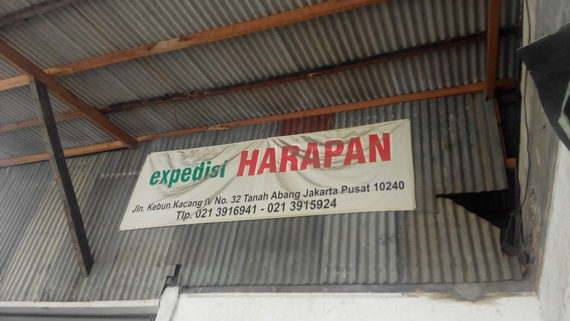 expedisi HARAPAN
Jln. Kebun Kacang IV No. 32 Tanah Abang Jakarta Pusat 10240
Tlp. 021 3916941 - 021 3915924